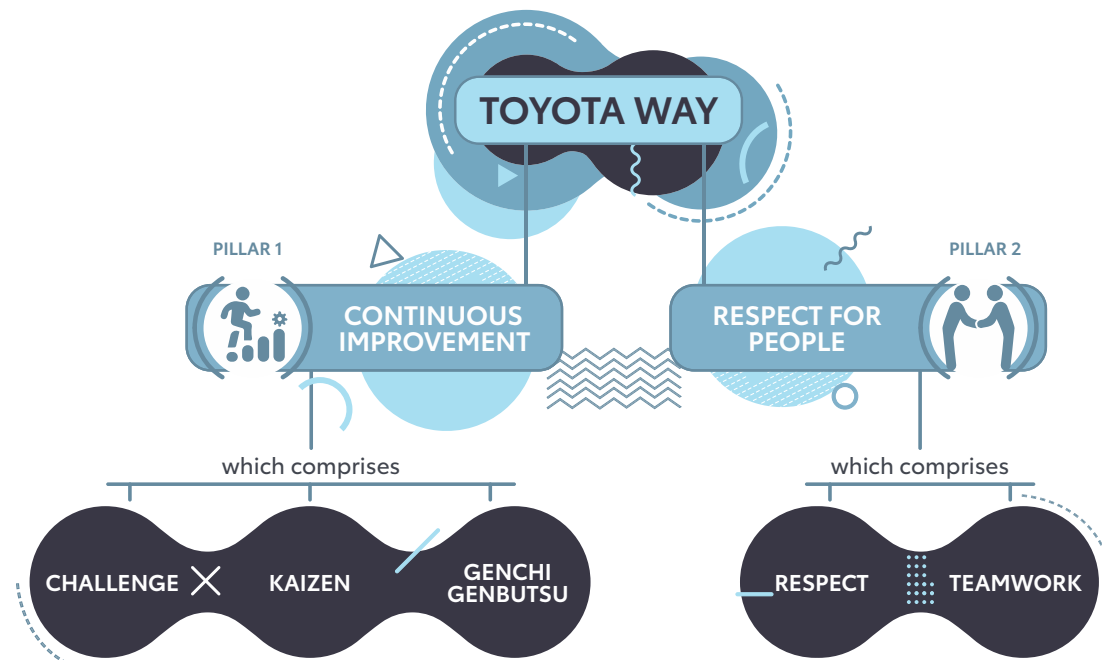 TOYOTA WAY
PILLAR 1
CONTINUOUS
IMPROVEMENT
PILLAR 2
RESPECT FOR
PEOPLE
which comprises
CHALLENGE
KAIZEN
GENCHI
GENBUTSU
which comprises
RESPECT
TEAMWORK